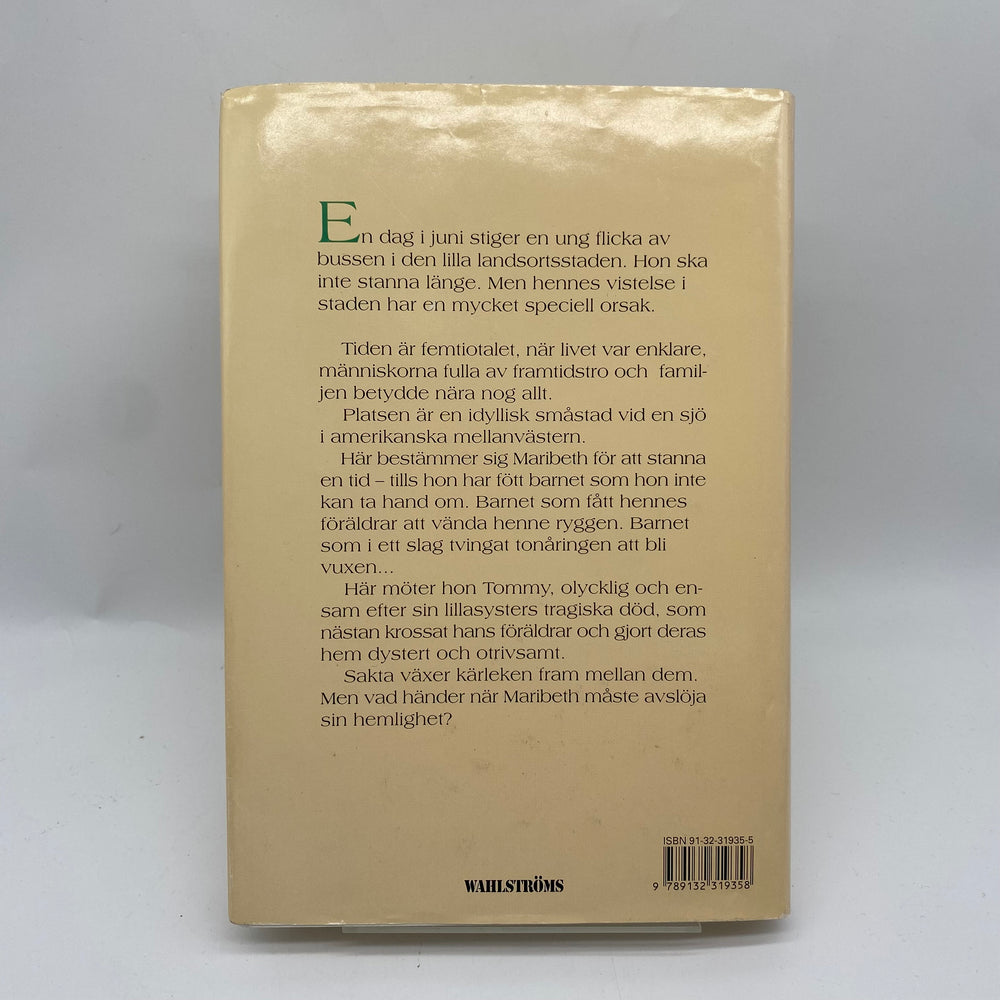 En dag i juni stiger en ung flicka av
bussen i den lilla landsortsstaden. Hon ska
inte stanna länge. Men hennes vistelse i
staden har en mycket speciell orsak.
Tiden är femtiotalet, när livet var enklare,
människorna fulla av framtidstro och famil-
jen betydde nära nog allt.
Platsen är en idyllisk småstad vid en sjö
i amerikanska mellanvästern.
Här bestämmer sig Maribeth för att stanna
en tid – tills hon har fött barnet som hon inte
kan ta hand om. Barnet som fått hennes
föräldrar att vända henne ryggen. Barnet
som i ett slag tvingat tonåringen att bli
vuxen...
Här möter hon Tommy, olycklig och en-
sam efter sin lillasysters tragiska död, som
nästan krossat hans föräldrar och gjort deras
hem dystert och otrivsamt.
Sakta växer kärleken fram mellan dem.
Men vad händer när Maribeth måste avslöja
sin hemlighet?
ISBN 91-32-31935-5
WAHLSTRÖMS
9 789132 319358